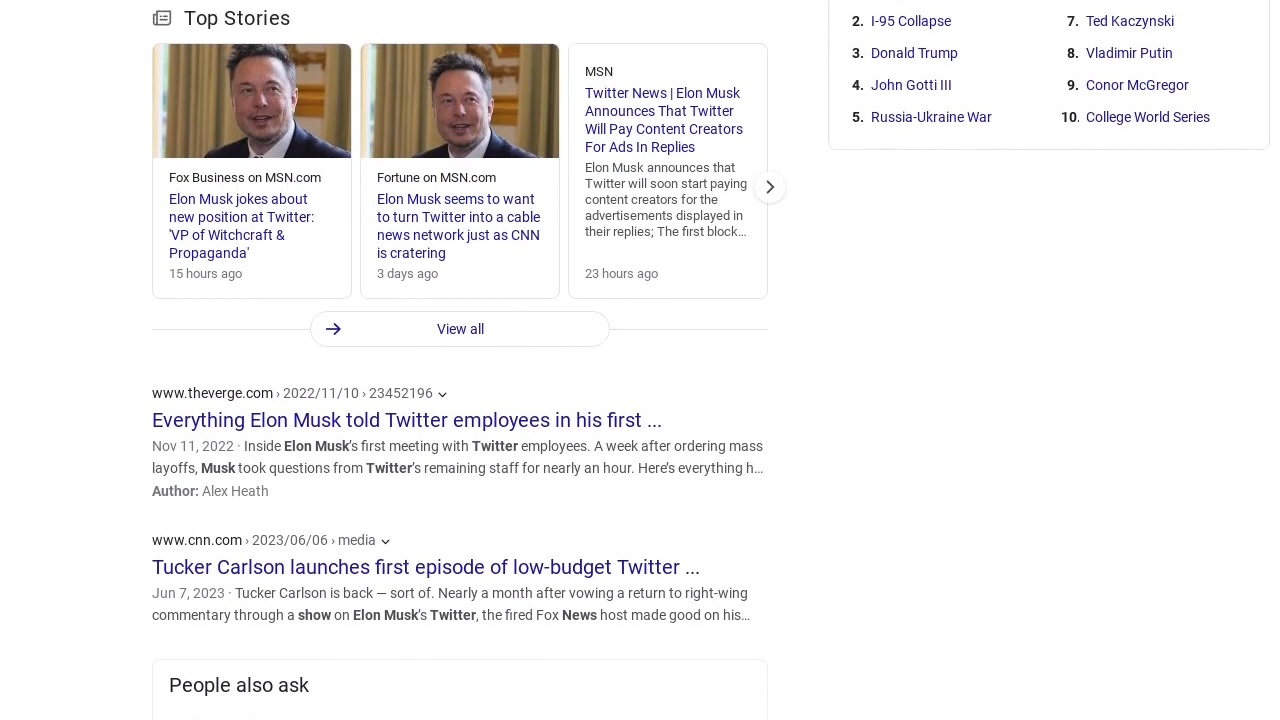 Top Stories
Fox Business on MSN.com
Elon Musk jokes about
new position at Twitter:
'VP of Witchcraft &
Propaganda'
15 hours ago
Fortune on MSN.com
Elon Musk seems to want
to turn Twitter into a cable
news network just as CNN
is cratering
3 days ago
MSN
Twitter News | Elon Musk
Announces That Twitter
Will Pay Content Creators
For Ads In Replies
Elon Musk announces that
Twitter will soon start paying
content creators for the
advertisements displayed in
their replies; The first block...
23 hours ago
View all
www.theverge.com › 2022/11/10 › 23452196
Everything Elon Musk told Twitter employees in his first ...
Nov 11, 2022 · Inside Elon Musk's first meeting with Twitter employees. A week after ordering mass
layoffs, Musk took questions from Twitter's remaining staff for nearly an hour. Here's everything h...
Author: Alex Heath
www.cnn.com › 2023/06/06 › media
Tucker Carlson launches first episode of low-budget Twitter ...
Jun 7, 2023 · Tucker Carlson is back — sort of. Nearly a month after vowing a return to right-wing
commentary through a show on Elon Musk's Twitter, the fired Fox News host made good on his...
People also ask
2. I-95 Collapse
3. Donald Trump
4. John Gotti III
5. Russia-Ukraine War
7. Ted Kaczynski
8. Vladimir Putin
9. Conor McGregor
10. College World Series